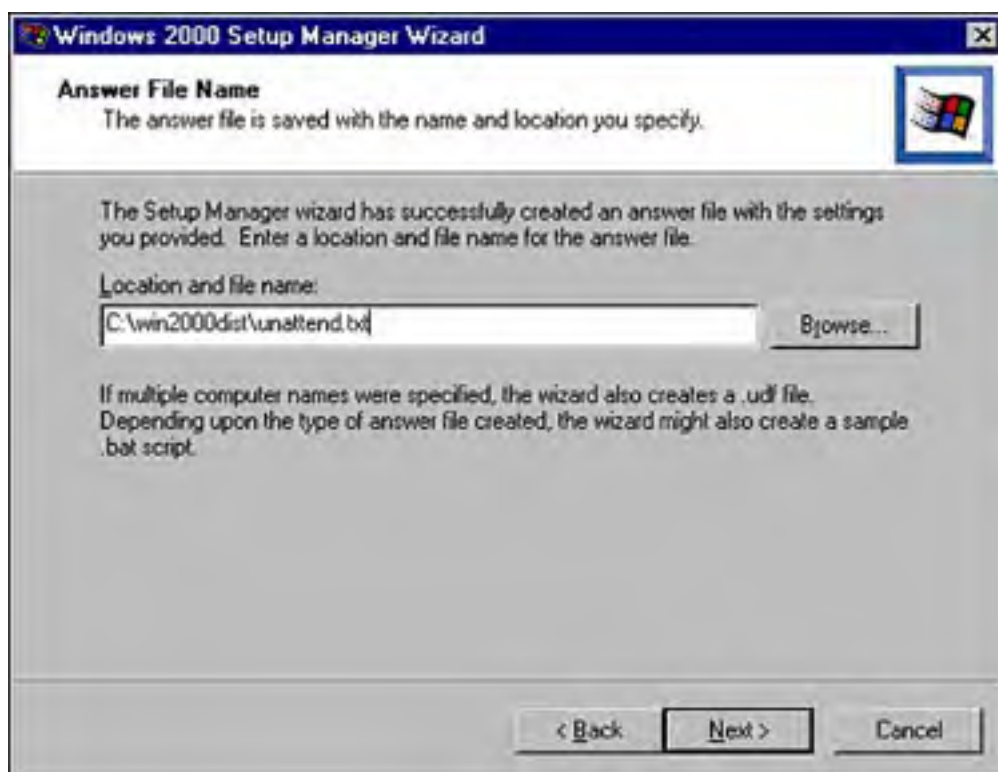 Windows 2000 Setup Manager Wizard
Answer File Name
The answer file is saved with the name and location you specify.
The Setup Manager wizard has successfully created an answer file with the settings
you provided. Enter a location and file name for the answer file.
Location and file name:
C:\win2000dist\unattend.txt
Browse...
If multiple computer names were specified, the wizard also creates a .udf file.
Depending upon the type of answer file created, the wizard might also create a sample
.bat script.
< Back
Next >
Cancel